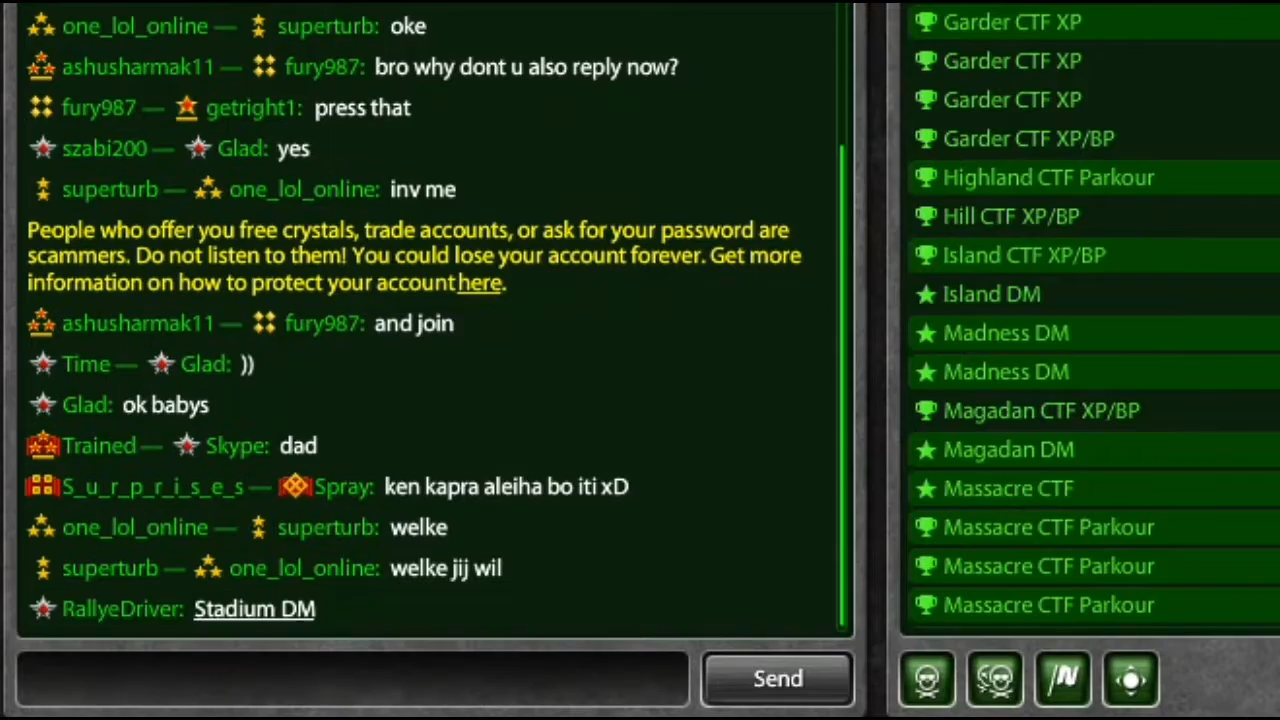 one_lol_online — superturb: oke
ashusharmak11 — fury987: bro why dont u also reply now?
fury987 — getright1: press that
szabi200 — Glad: yes
superturb — one_lol_online: inv me
People who offer you free crystals, trade accounts, or ask for your password are
scammers. Do not listen to them! You could lose your account forever. Get more
information on how to protect your account here.
ashusharmak11 — fury987: and join
Time — Glad: ))
Glad: ok babys
Trained — Skype: dad
S_u_r_p_r_i_s_e_s — Spray: ken kapra aleiha bo iti xD
one_lol_online — superturb: welke
superturb — one_lol_online: welke jij wil
RallyeDriver: Stadium DM
Send
Garder CTF XP
Garder CTF XP
Garder CTF XP
Garder CTF XP/BP
Highland CTF Parkour
Hill CTF XP/BP
Island CTF XP/BP
Island DM
Madness DM
Madness DM
Magadan CTF XP/BP
Magadan DM
Massacre CTF
Massacre CTF Parkour
Massacre CTF Parkour
Massacre CTF Parkour
/N